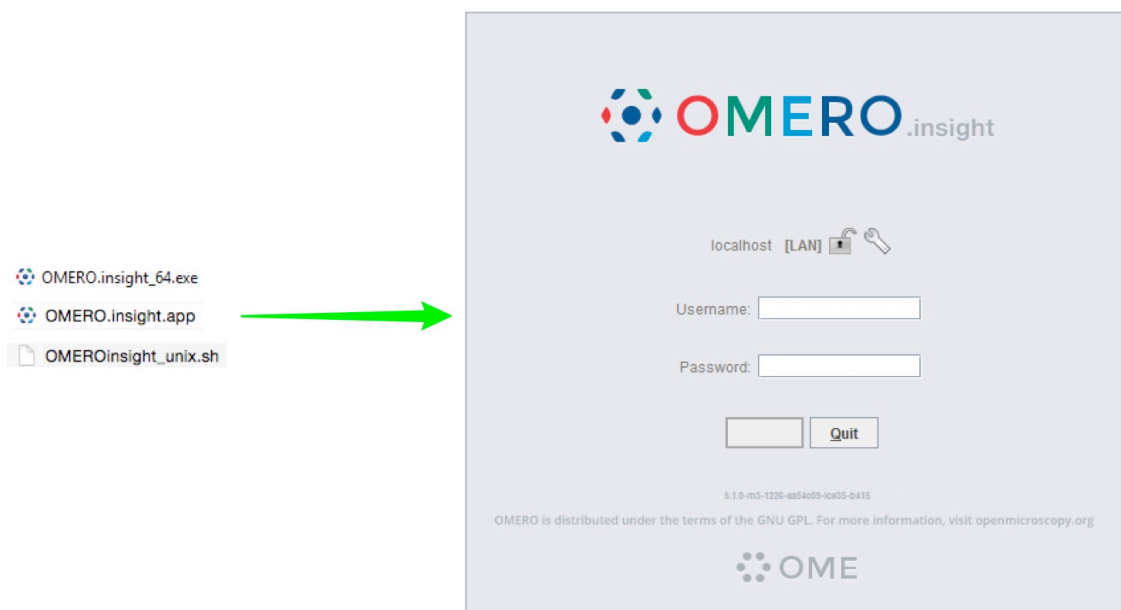 OMERO.insight
localhost [LAN]
OMERO.insight_64.exe
OMERO.insight.app
OMEROinsight_unix.sh
Username:
Password:
Quit
OMERO is distributed under the terms of the GNU GPL. For more information, visit openmicroscopy.org
OME